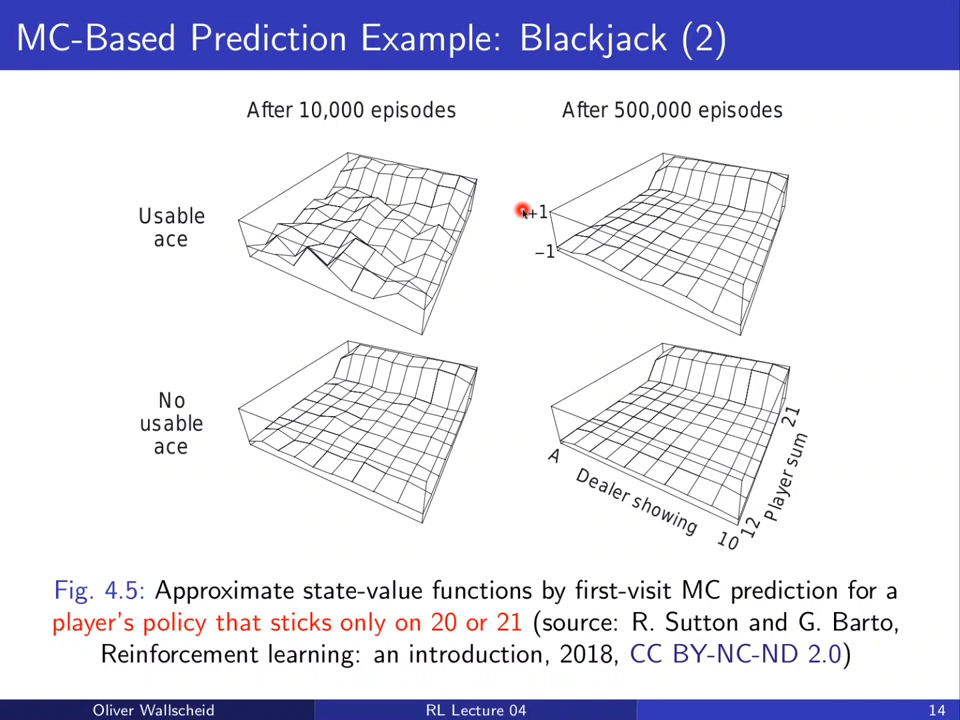 MC-Based Prediction Example: Blackjack (2)
After 10,000 episodes
After 500,000 episodes
Usable
ace
+1
−1
No
usable
ace
A
Dealer showing
10
12
Player sum
21
Fig. 4.5: Approximate state-value functions by first-visit MC prediction for a
player's policy that sticks only on 20 or 21 (source: R. Sutton and G. Barto,
Reinforcement learning: an introduction, 2018, CC BY-NC-ND 2.0)
Oliver Wallscheid
RL Lecture 04
14